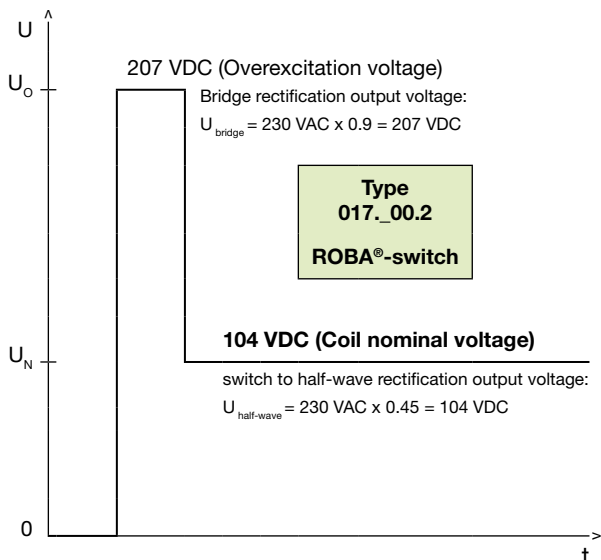 U
U_O
207 VDC (Overexcitation voltage)
Bridge rectification output voltage:
U_bridge = 230 VAC x 0.9 = 207 VDC
Type
017._00.2
ROBA®-switch
104 VDC (Coil nominal voltage)
U_N
switch to half-wave rectification output voltage:
U_half-wave = 230 VAC x 0.45 = 104 VDC
0
t